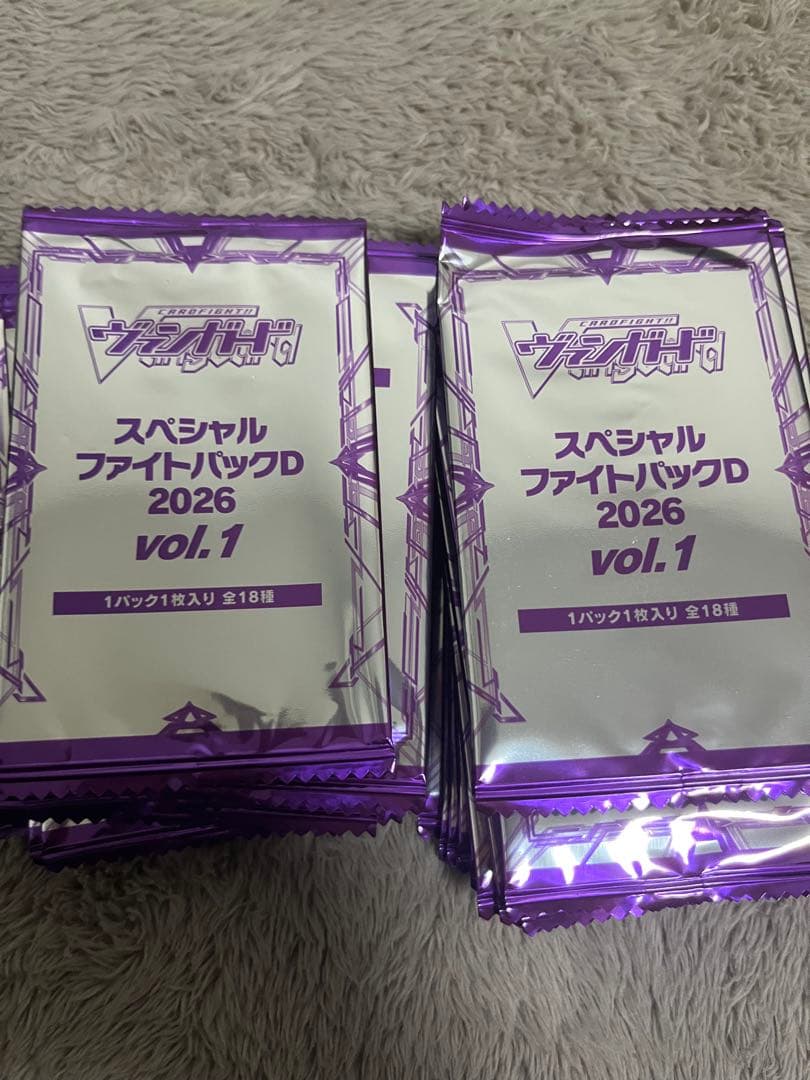 CARDFIGHT!!
ヴァンガード
スペシャル
ファイトパックD
2026
vol.1
1パック1枚入り 全18種
CARDFIGHT!!
ヴァンガード
スペシャル
ファイトパックD
2026
vol.1
1パック1枚入り 全18種